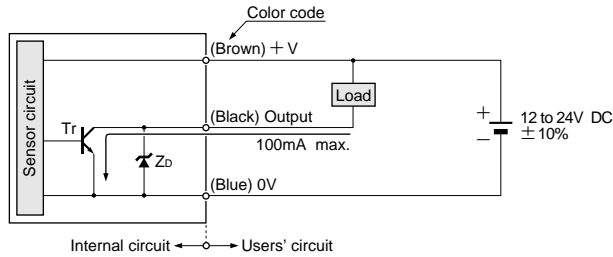 Color code
(Brown) + V
Sensor circuit
Load
(Black) Output
Tr
+
12 to 24V DC
−
±10%
100mA max.
ZD
(Blue) 0V
Internal circuit
Users' circuit